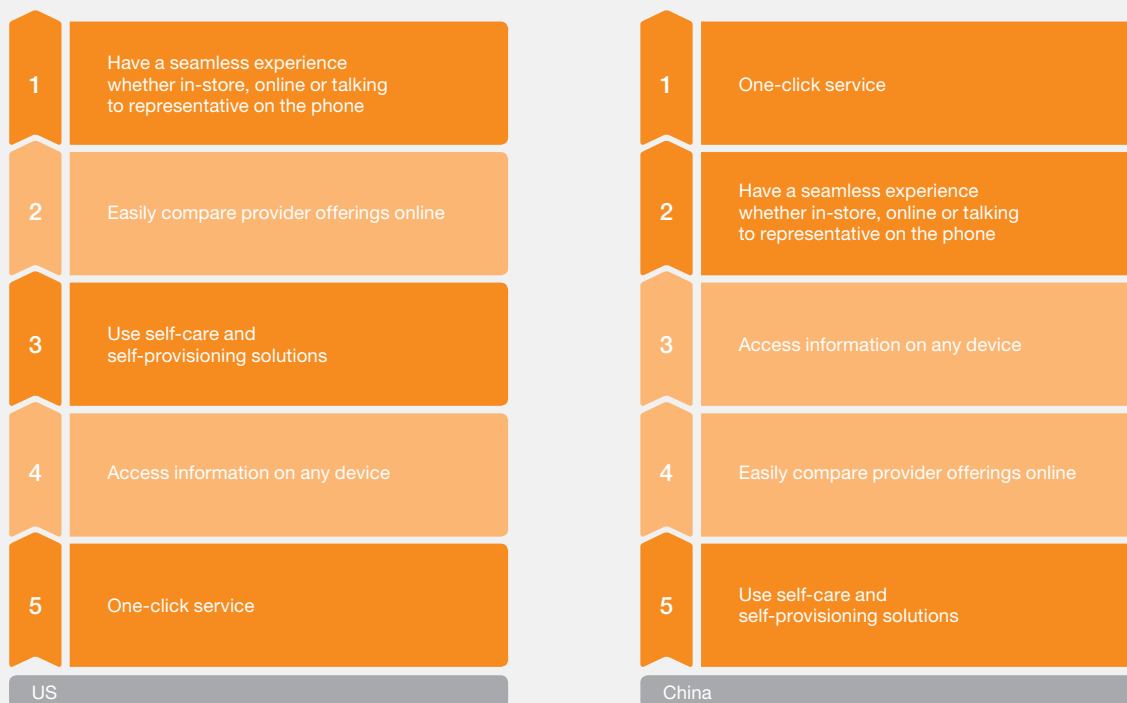 1
Have a seamless experience
whether in-store, online or talking
to representative on the phone
2
Easily compare provider offerings online
3
Use self-care and
self-provisioning solutions
4
Access information on any device
5
One-click service
US
1
One-click service
2
Have a seamless experience
whether in-store, online or talking
to representative on the phone
3
Access information on any device
4
Easily compare provider offerings online
5
Use self-care and
self-provisioning solutions
China